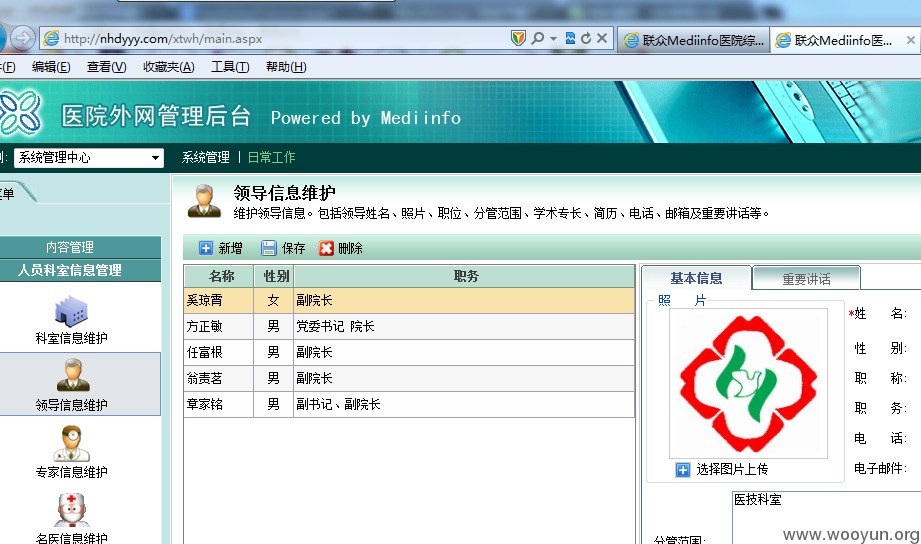 http://nhdyyy.com/xtwh/main.aspx
联众Mediinfo医院综...
联众Mediinfo医...
(F) 编辑(E) 查看(V) 收藏夹(A) 工具(T) 帮助(H)
医院外网管理后台 Powered by Mediinfo
系统管理中心 系统管理 | 日常工作
领导信息维护
维护领导信息。包括领导姓名、照片、职位、分管范围、学术专长、简历、电话、邮箱及重要讲话等。
新增 保存 删除
内容管理
人员科室信息管理
科室信息维护
领导信息维护
专家信息维护
名医信息维护
名称 性别 职务
奚琼霄 女 副院长
方正敏 男 党委书记 院长
任富根 男 副院长
翁责茗 男 副院长
章家铭 男 副书记、副院长
基本信息 重要讲话
照 片
选择图片上传
*姓 名:
性 别:
职 称:
职 务:
电 话:
电子邮件:
医技科室
分管范围:
www.wooyun.org